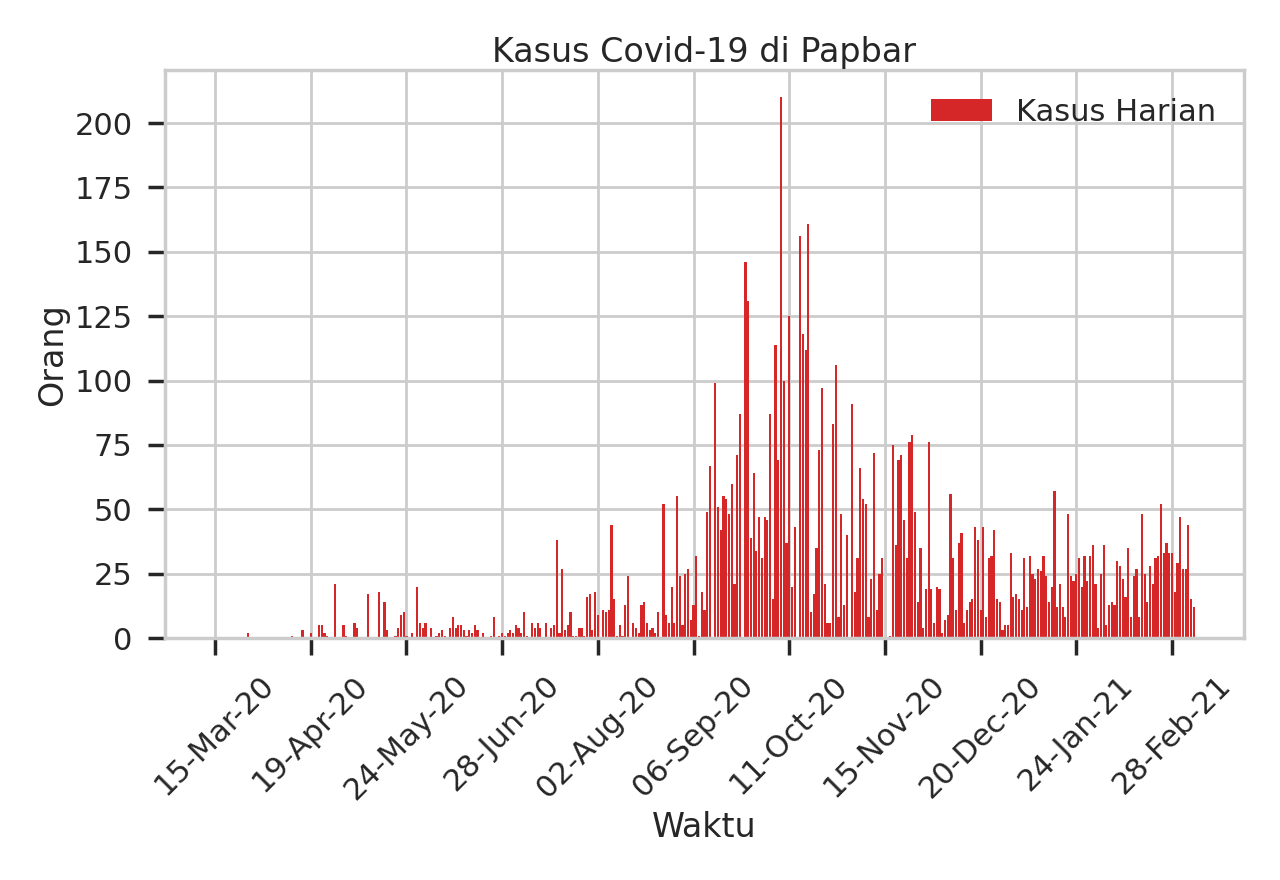 Kasus Covid-19 di Papbar
Kasus Harian
Orang
200
175
150
125
100
75
50
25
0
15-Mar-20
19-Apr-20
24-May-20
28-Jun-20
02-Aug-20
06-Sep-20
11-Oct-20
15-Nov-20
20-Dec-20
24-Jan-21
28-Feb-21
Waktu